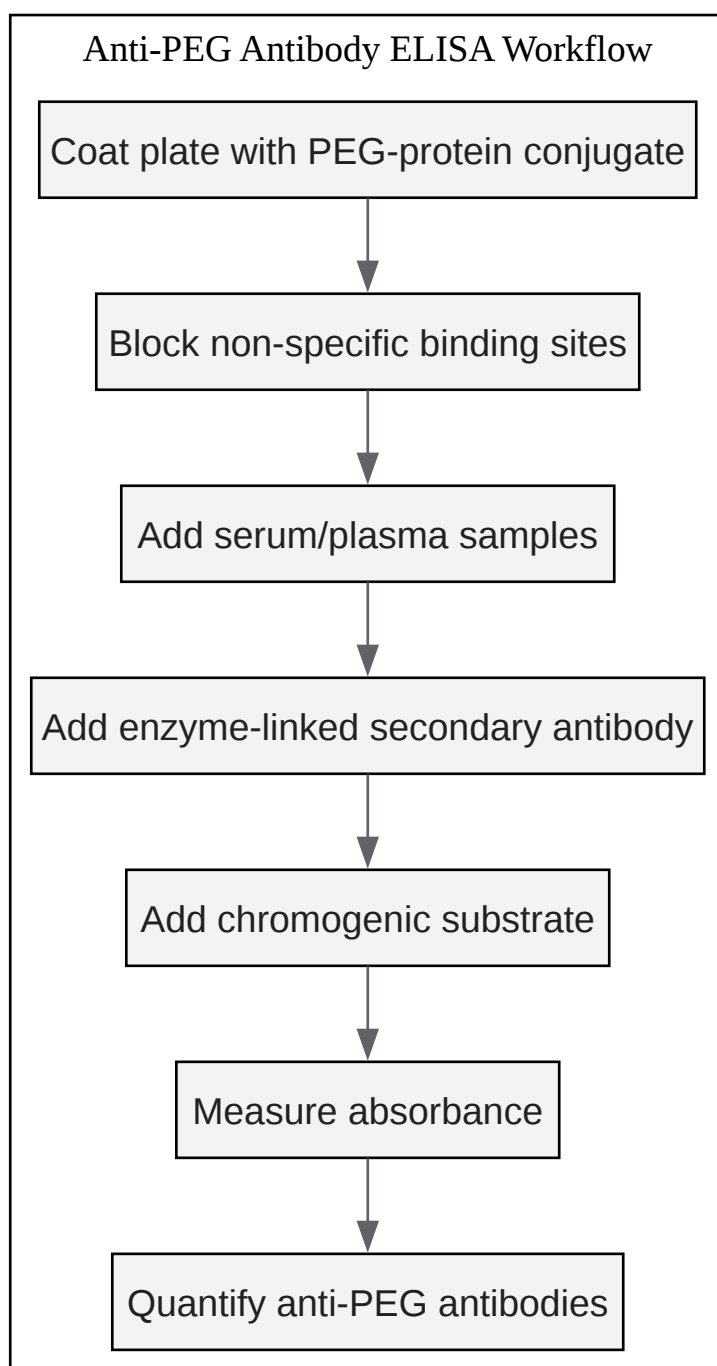 Anti-PEG Antibody ELISA Workflow
Coat plate with PEG-protein conjugate
Block non-specific binding sites
Add serum/plasma samples
Add enzyme-linked secondary antibody
Add chromogenic substrate
Measure absorbance
Quantify anti-PEG antibodies